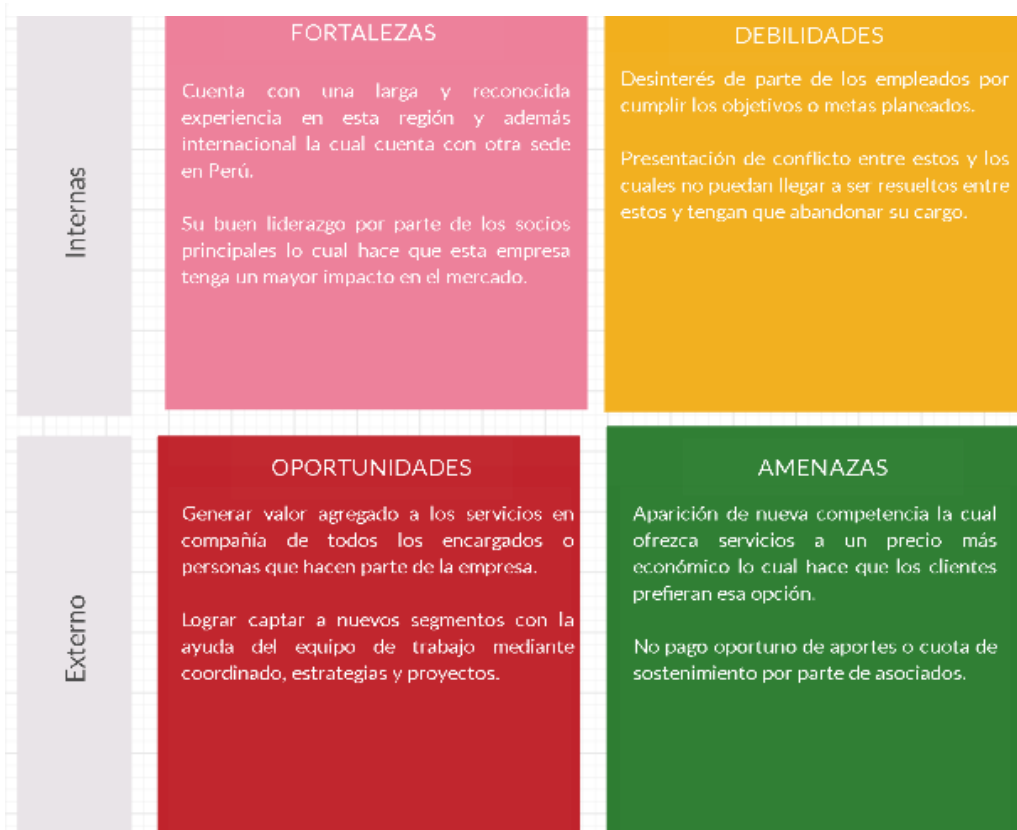 Internas
FORTALEZAS
Cuenta con una larga y reconocida
experiencia en esta región y además
internacional la cual cuenta con otra sede
en Perú.
Su buen liderazgo por parte de los socios
principales lo cual hace que esta empresa
tenga un mayor impacto en el mercado.
DEBILIDADES
Desinterés de parte de los empleados por
cumplir los objetivos o metas planeados.
Presentación de conflicto entre estos y los
cuales no puedan llegar a ser resueltos entre
estos y tengan que abandonar su cargo.
Externo
OPORTUNIDADES
Generar valor agregado a los servicios en
compañía de todos los encargados o
personas que hacen parte de la empresa.
Lograr captar a nuevos segmentos con la
ayuda del equipo de trabajo mediante
coordinado, estrategias y proyectos.
AMENAZAS
Aparición de nueva competencia la cual
ofrezca servicios a un precio más
económico lo cual hace que los clientes
prefieran esa opción.
No pago oportuno de aportes o cuota de
sostenimiento por parte de asociados.